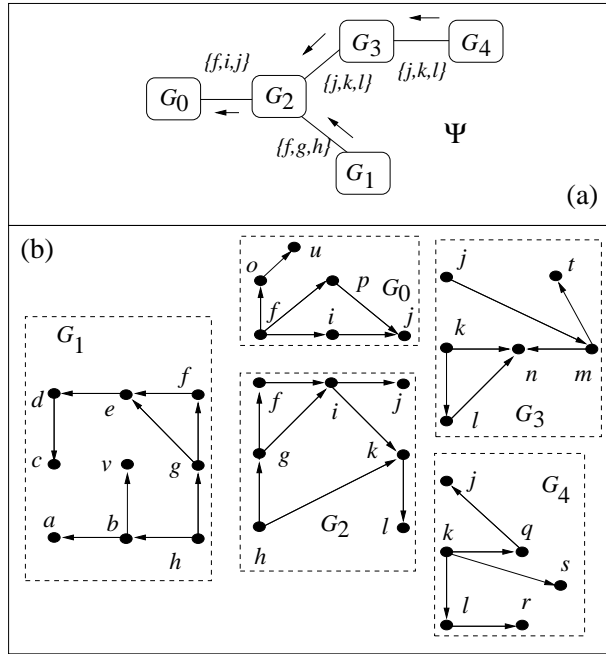 G3
G4
{f,i,j}
G0
G2
{j,k,l}
{j,k,l}
{f,g,h}
Ψ
G1
(a)
(b)
u
o
p
G0
f
i
j
j
t
k
n
m
l
G3
G1
d
e
f
c
v
g
a
b
h
f
i
j
g
k
h
G2
l
j
G4
k
q
s
l
r